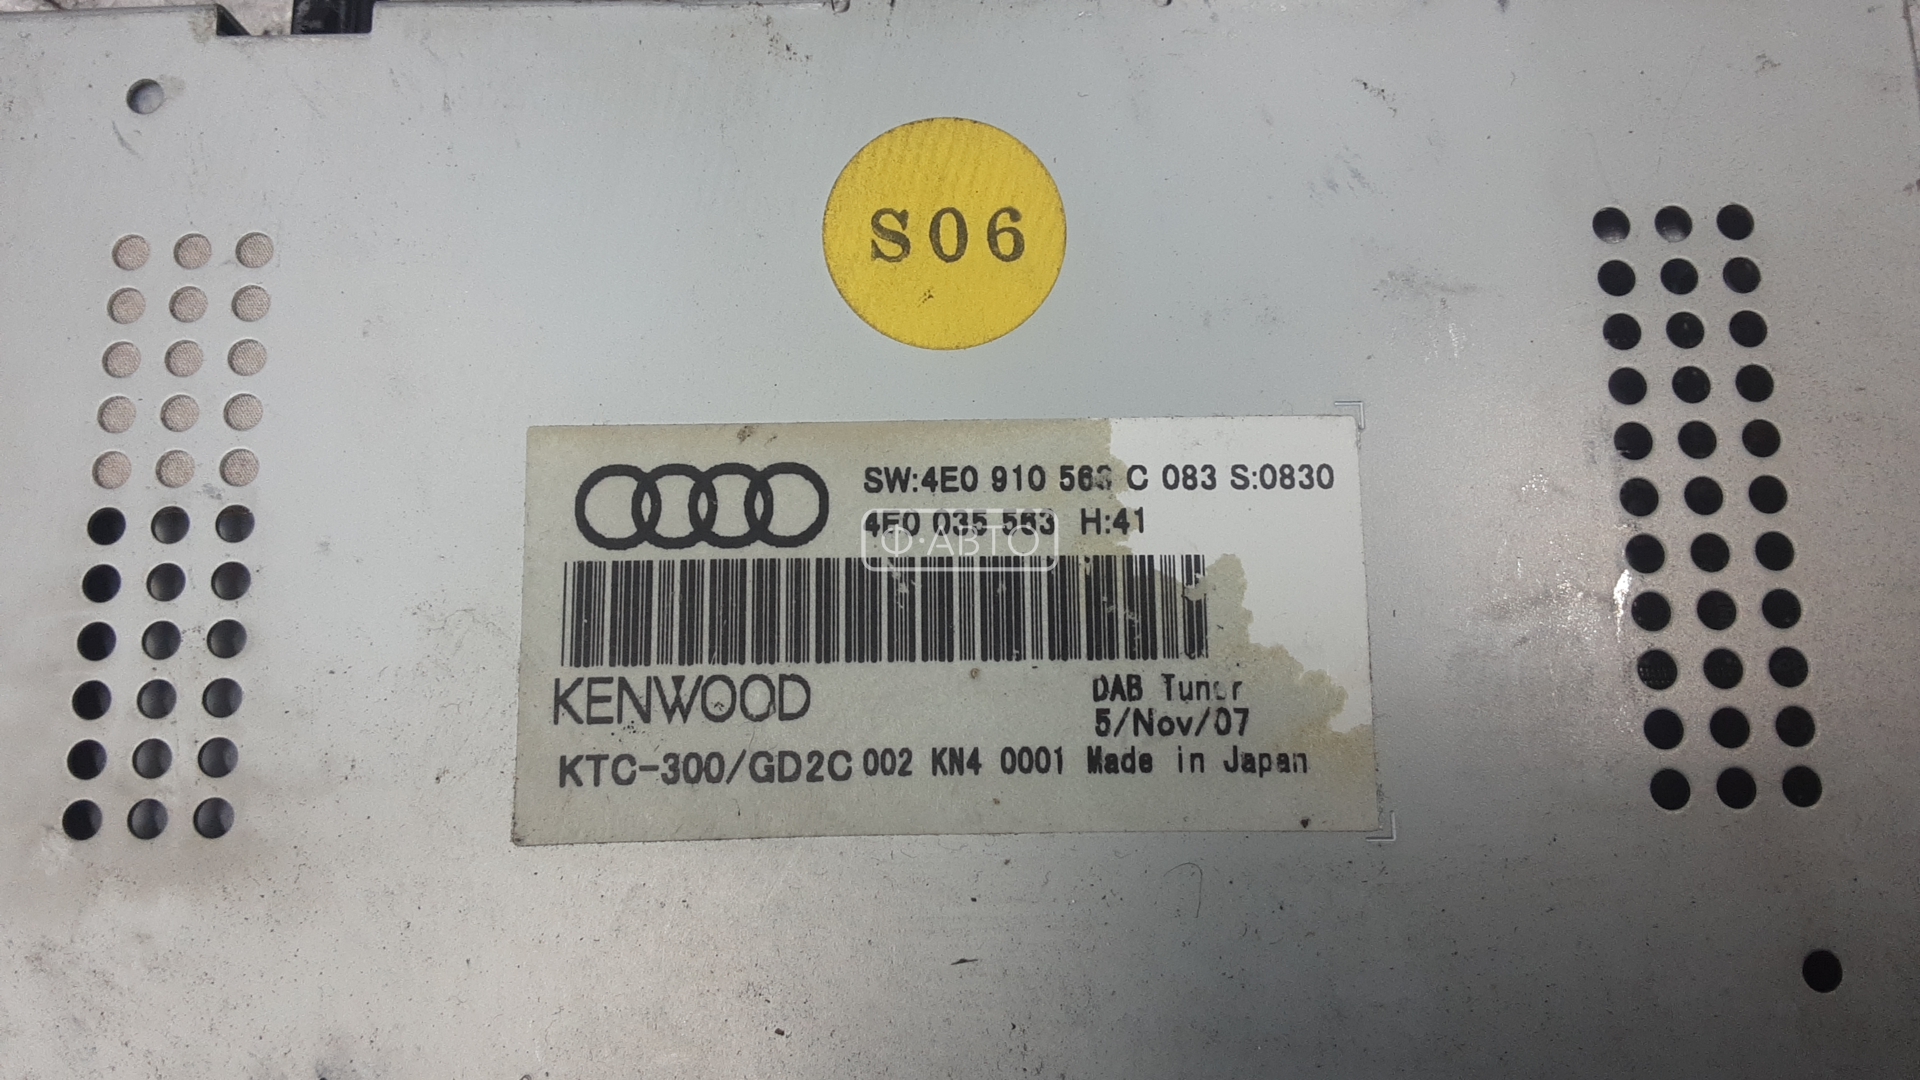 S06
SW:4E0 910 563 C 083 S:0830
4E0 035 563 H:41
Ф·АВТО
KENWOOD
DAB Tuner
5/Nov/07
KTC-300/GD2C 002 KN4 0001 Made in Japan